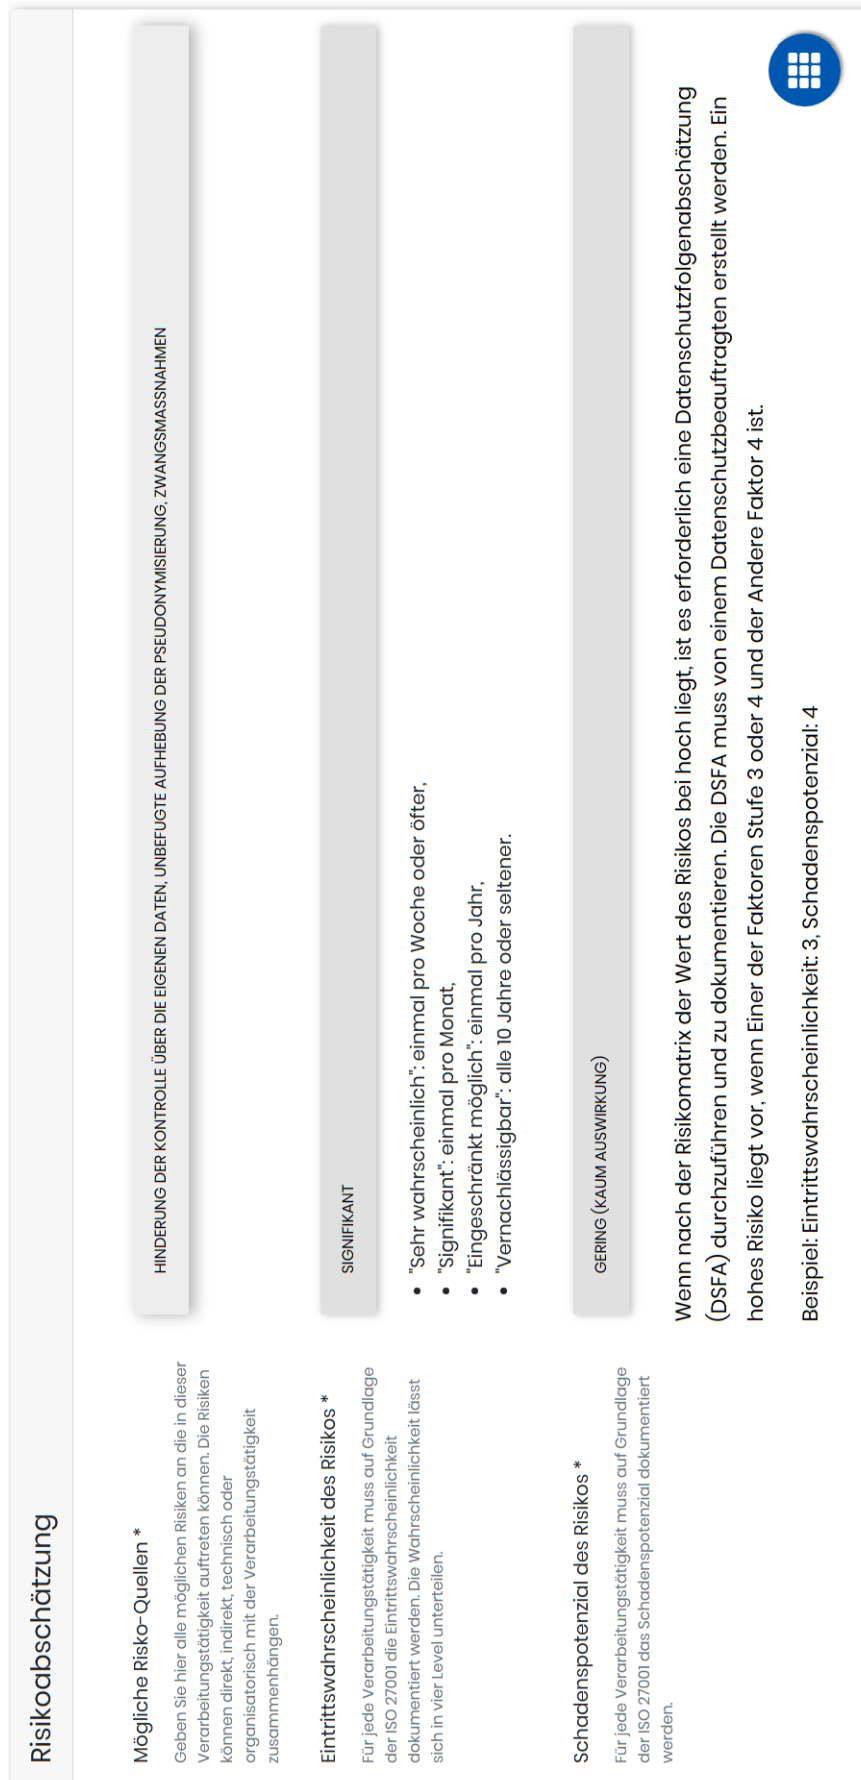 Risikoabschätzung
Mögliche Risko-Quellen *
Geben Sie hier alle möglichen Risiken an die in dieser
Verarbeitungstätigkeit auftreten können. Die Risiken
können direkt, indirekt, technisch oder
organisatorisch mit der Verarbeitungstätigkeit
zusammenhängen.
HINDERUNG DER KONTROLLE ÜBER DIE EIGENEN DATEN, UNBEFUGTE AUFHEBUNG DER PSEUDONYMISIERUNG, ZWANGSMASSNAHMEN
Eintrittswahrscheinlichkeit des Risikos *
Für jede Verarbeitungstätigkeit muss auf Grundlage
der ISO 27001 die Eintrittswahrscheinlichkeit
dokumentiert werden. Die Wahrscheinlichkeit lässt
sich in vier Level unterteilen.
SIGNIFIKANT
• "Sehr wahrscheinlich": einmal pro Woche oder öfter,
• "Signifikant": einmal pro Monat,
• "Eingeschränkt möglich": einmal pro Jahr,
• "Vernachlässigbar": alle 10 Jahre oder seltener.
Schadenspotenzial des Risikos *
Für jede Verarbeitungstätigkeit muss auf Grundlage
der ISO 27001 das Schadenspotenzial dokumentiert
werden.
GERING (KAUM AUSWIRKUNG)
Wenn nach der Risikomatrix der Wert des Risikos bei hoch liegt, ist es erforderlich eine Datenschutzfolgenabschätzung
(DSFA) durchzuführen und zu dokumentieren. Die DSFA muss von einem Datenschutzbeauftragten erstellt werden. Ein
hohes Risiko liegt vor, wenn Einer der Faktoren Stufe 3 oder 4 und der Andere Faktor 4 ist.
Beispiel: Eintrittswahrscheinlichkeit: 3, Schadenspotenzial: 4